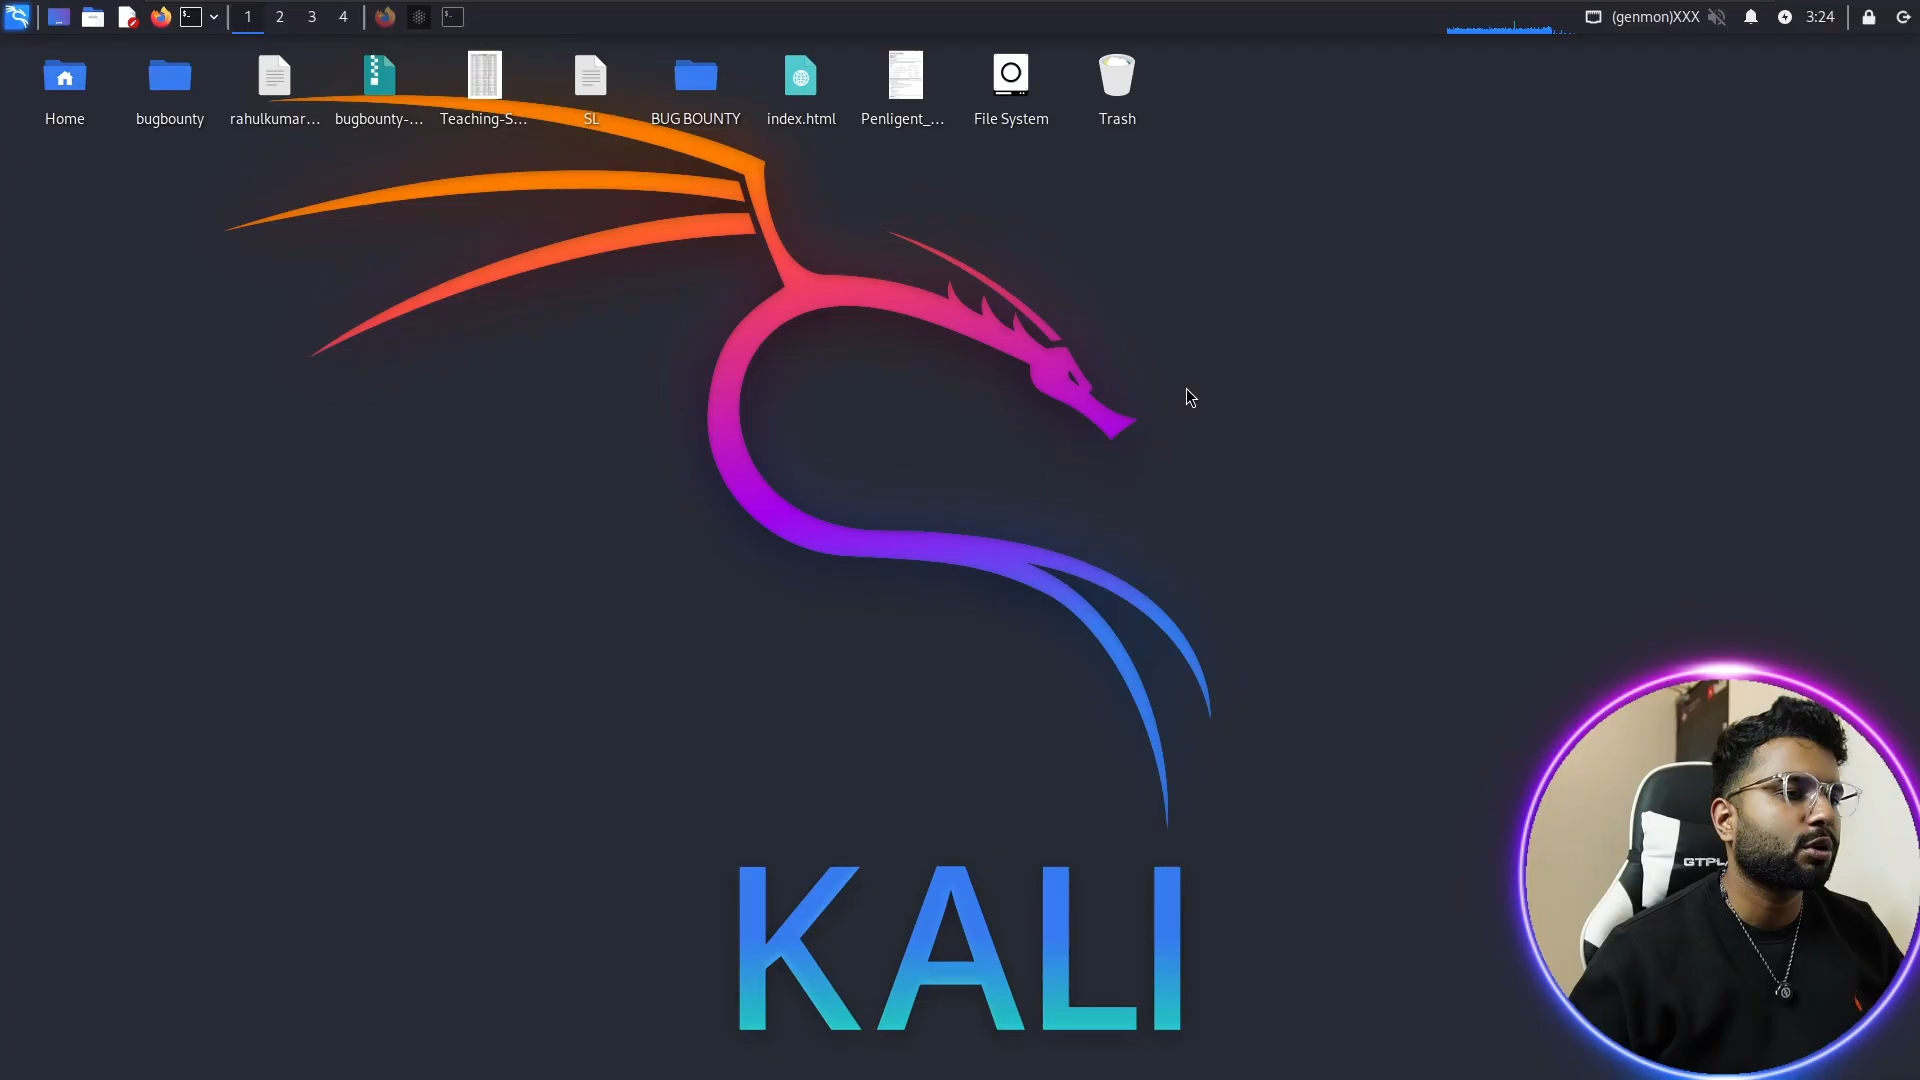 1 2 3 4 (genmon)XXX 3:24
Home bugbounty rahulkumar... bugbounty-... Teaching-S... SL BUG BOUNTY index.html Penligent_... File System Trash
KALI